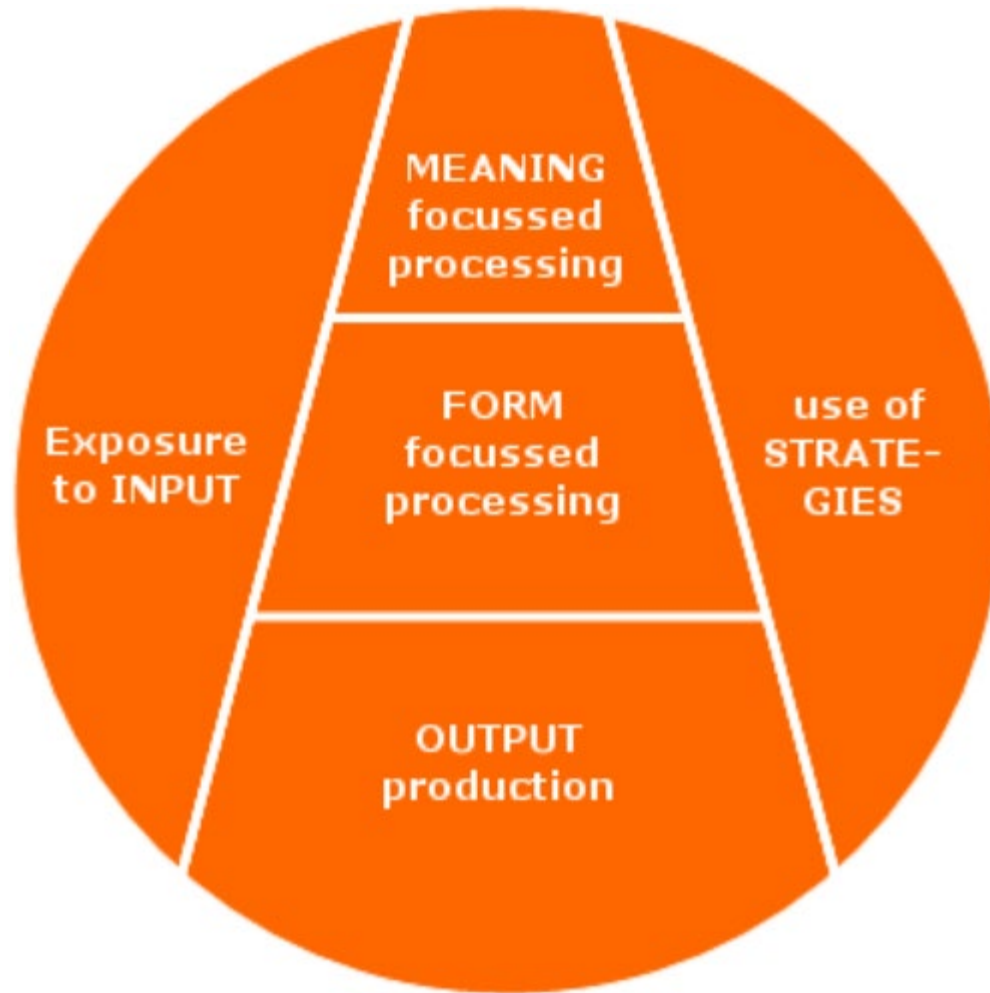 MEANING
focussed
processing
Exposure
to INPUT
FORM
focussed
processing
use of
STRATE-
GIES
OUTPUT
production